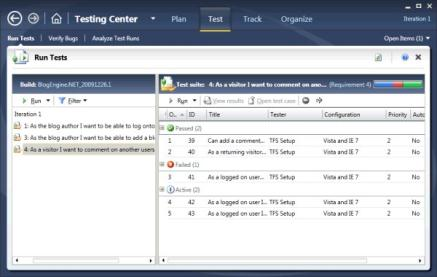 Testing Center
Plan
Test
Track
Organize
Iteration 1
Run Tests
Verify Bugs
Analyze Test Runs
Open Items (1)
Run Tests
Build: BlogEngine.NET_20091226.1
Test suite: 4: As a visitor I want to comment on ano... (Requirement 4)
Run
Filter
Run
View results
Open test case
Iteration 1
1: As the blog author I want to be able to log onto
3: As the blog author I want to be able to add a bl
4: As a visitor I want to comment on another users
O... ID Title Tester Configuration Priority Auto
Passed (2)
1 39 Can add a comment... TFS Setup Vista and IE 7 2 No
2 40 As a returning visitor... TFS Setup Vista and IE 7 2 No
Failed (1)
3 41 As a logged on user... TFS Setup Vista and IE 7 2 No
Active (2)
4 42 As a logged on user I... TFS Setup Vista and IE 7 2 No
5 43 As a logged on user I... TFS Setup Vista and IE 7 2 No